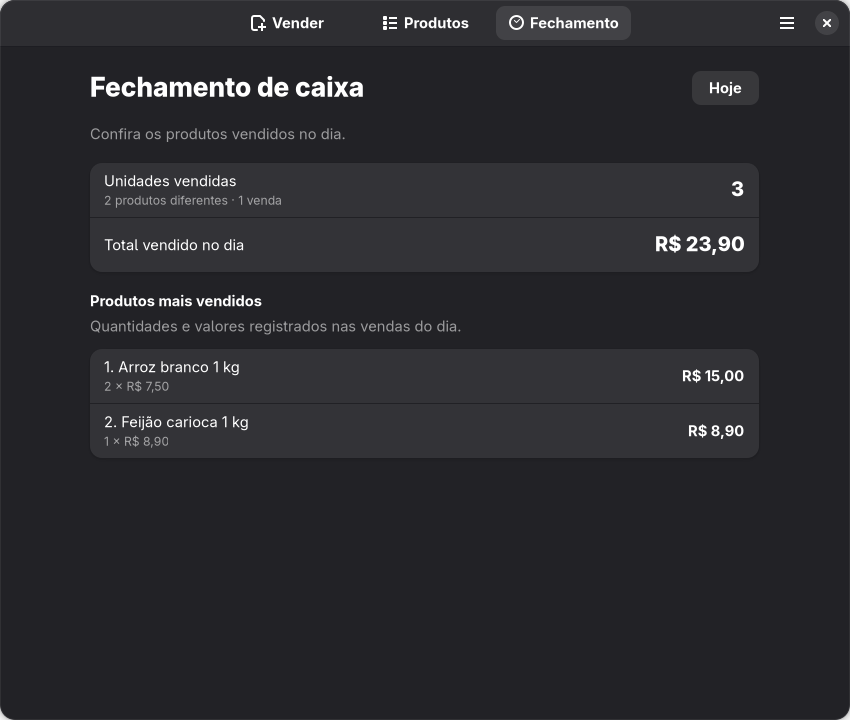 Vender
Produtos
Fechamento
Fechamento de caixa
Hoje
Confira os produtos vendidos no dia.
Unidades vendidas
2 produtos diferentes · 1 venda
3
Total vendido no dia
R$ 23,90
Produtos mais vendidos
Quantidades e valores registrados nas vendas do dia.
1. Arroz branco 1 kg
2 × R$ 7,50
R$ 15,00
2. Feijão carioca 1 kg
1 × R$ 8,90
R$ 8,90